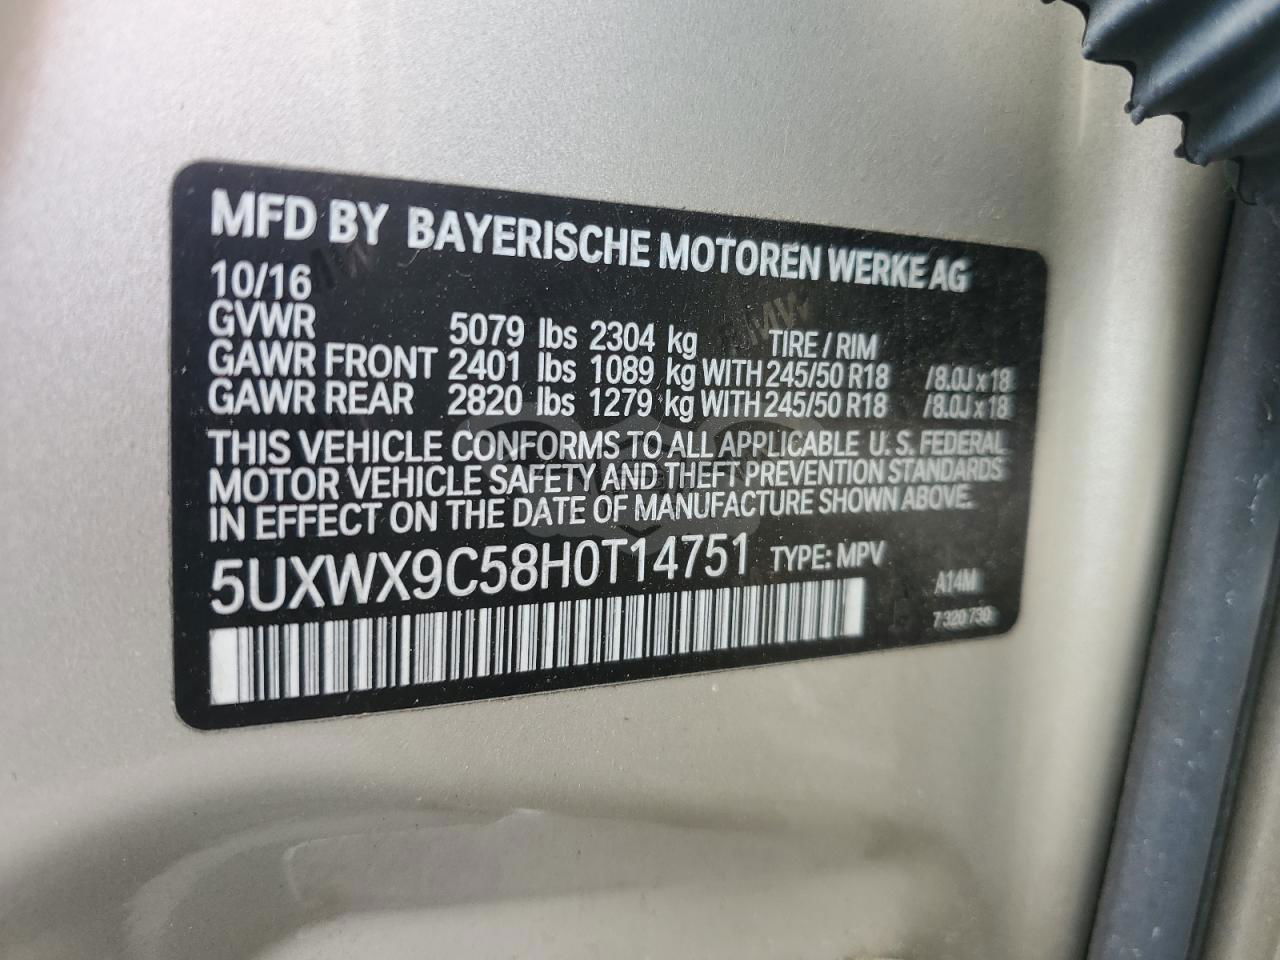 MFD BY BAYERISCHE MOTOREN WERKE AG
10/16
GVWR 5079 lbs 2304 kg TIRE / RIM
GAWR FRONT 2401 lbs 1089 kg WITH 245/50 R18 /8.0J x 18
GAWR REAR 2820 lbs 1279 kg WITH 245/50 R18 /8.0J x 18
THIS VEHICLE CONFORMS TO ALL APPLICABLE U.S. FEDERAL
MOTOR VEHICLE SAFETY AND THEFT PREVENTION STANDARDS
IN EFFECT ON THE DATE OF MANUFACTURE SHOWN ABOVE.
5UXWX9C58H0T14751 TYPE: MPV
A14M
7 320 730